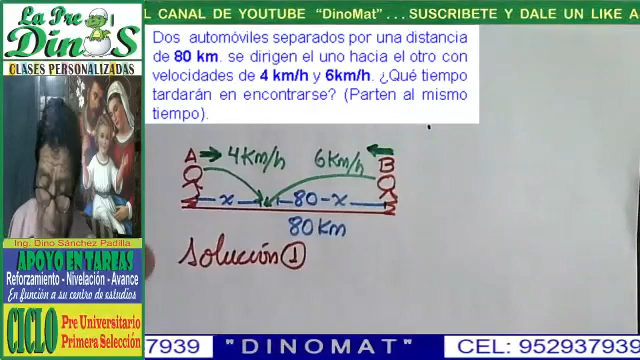 La Pre
DinoS
CLASES PERSONALIZADAS
L CANAL DE YOUTUBE "DinoMat"...SUSCRIBETE Y DALE UN LIKE A
Dos automóviles separados por una distancia
de 80 km. se dirigen el uno hacia el otro con
velocidades de 4 km/h y 6km/h. ¿Qué tiempo
tardarán en encontrarse? (Parten al mismo
tiempo).
A 4Km/h 6Km/h B
x 80-x
80 Km
Solución 1
Ing. Dino Sánchez Padilla
APOYO EN TAREAS
Reforzamiento - Nivelación - Avance
En función a su centro de estudios
CICLO Pre Universitario
Primera Selección
7939 "DINOMAT" CEL: 952937939